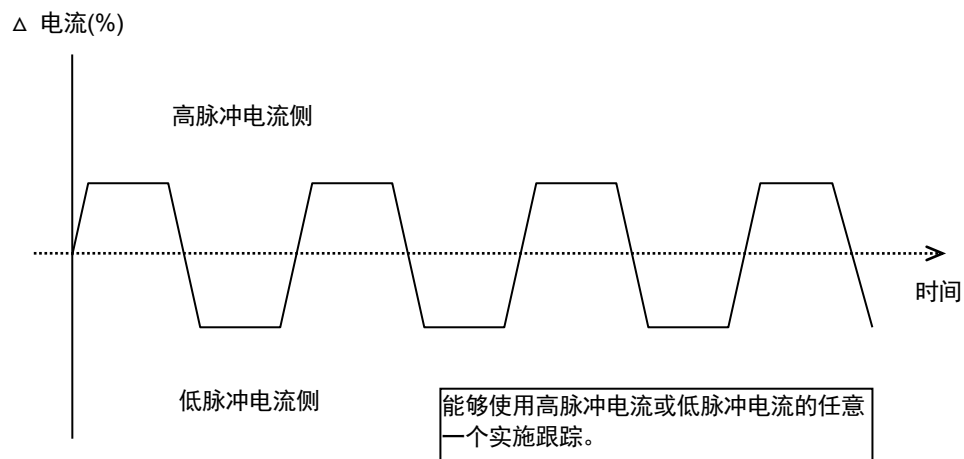 △ 电流(%)
高脉冲电流侧
时间
低脉冲电流侧
能够使用高脉冲电流或低脉冲电流的任意
一个实施跟踪。